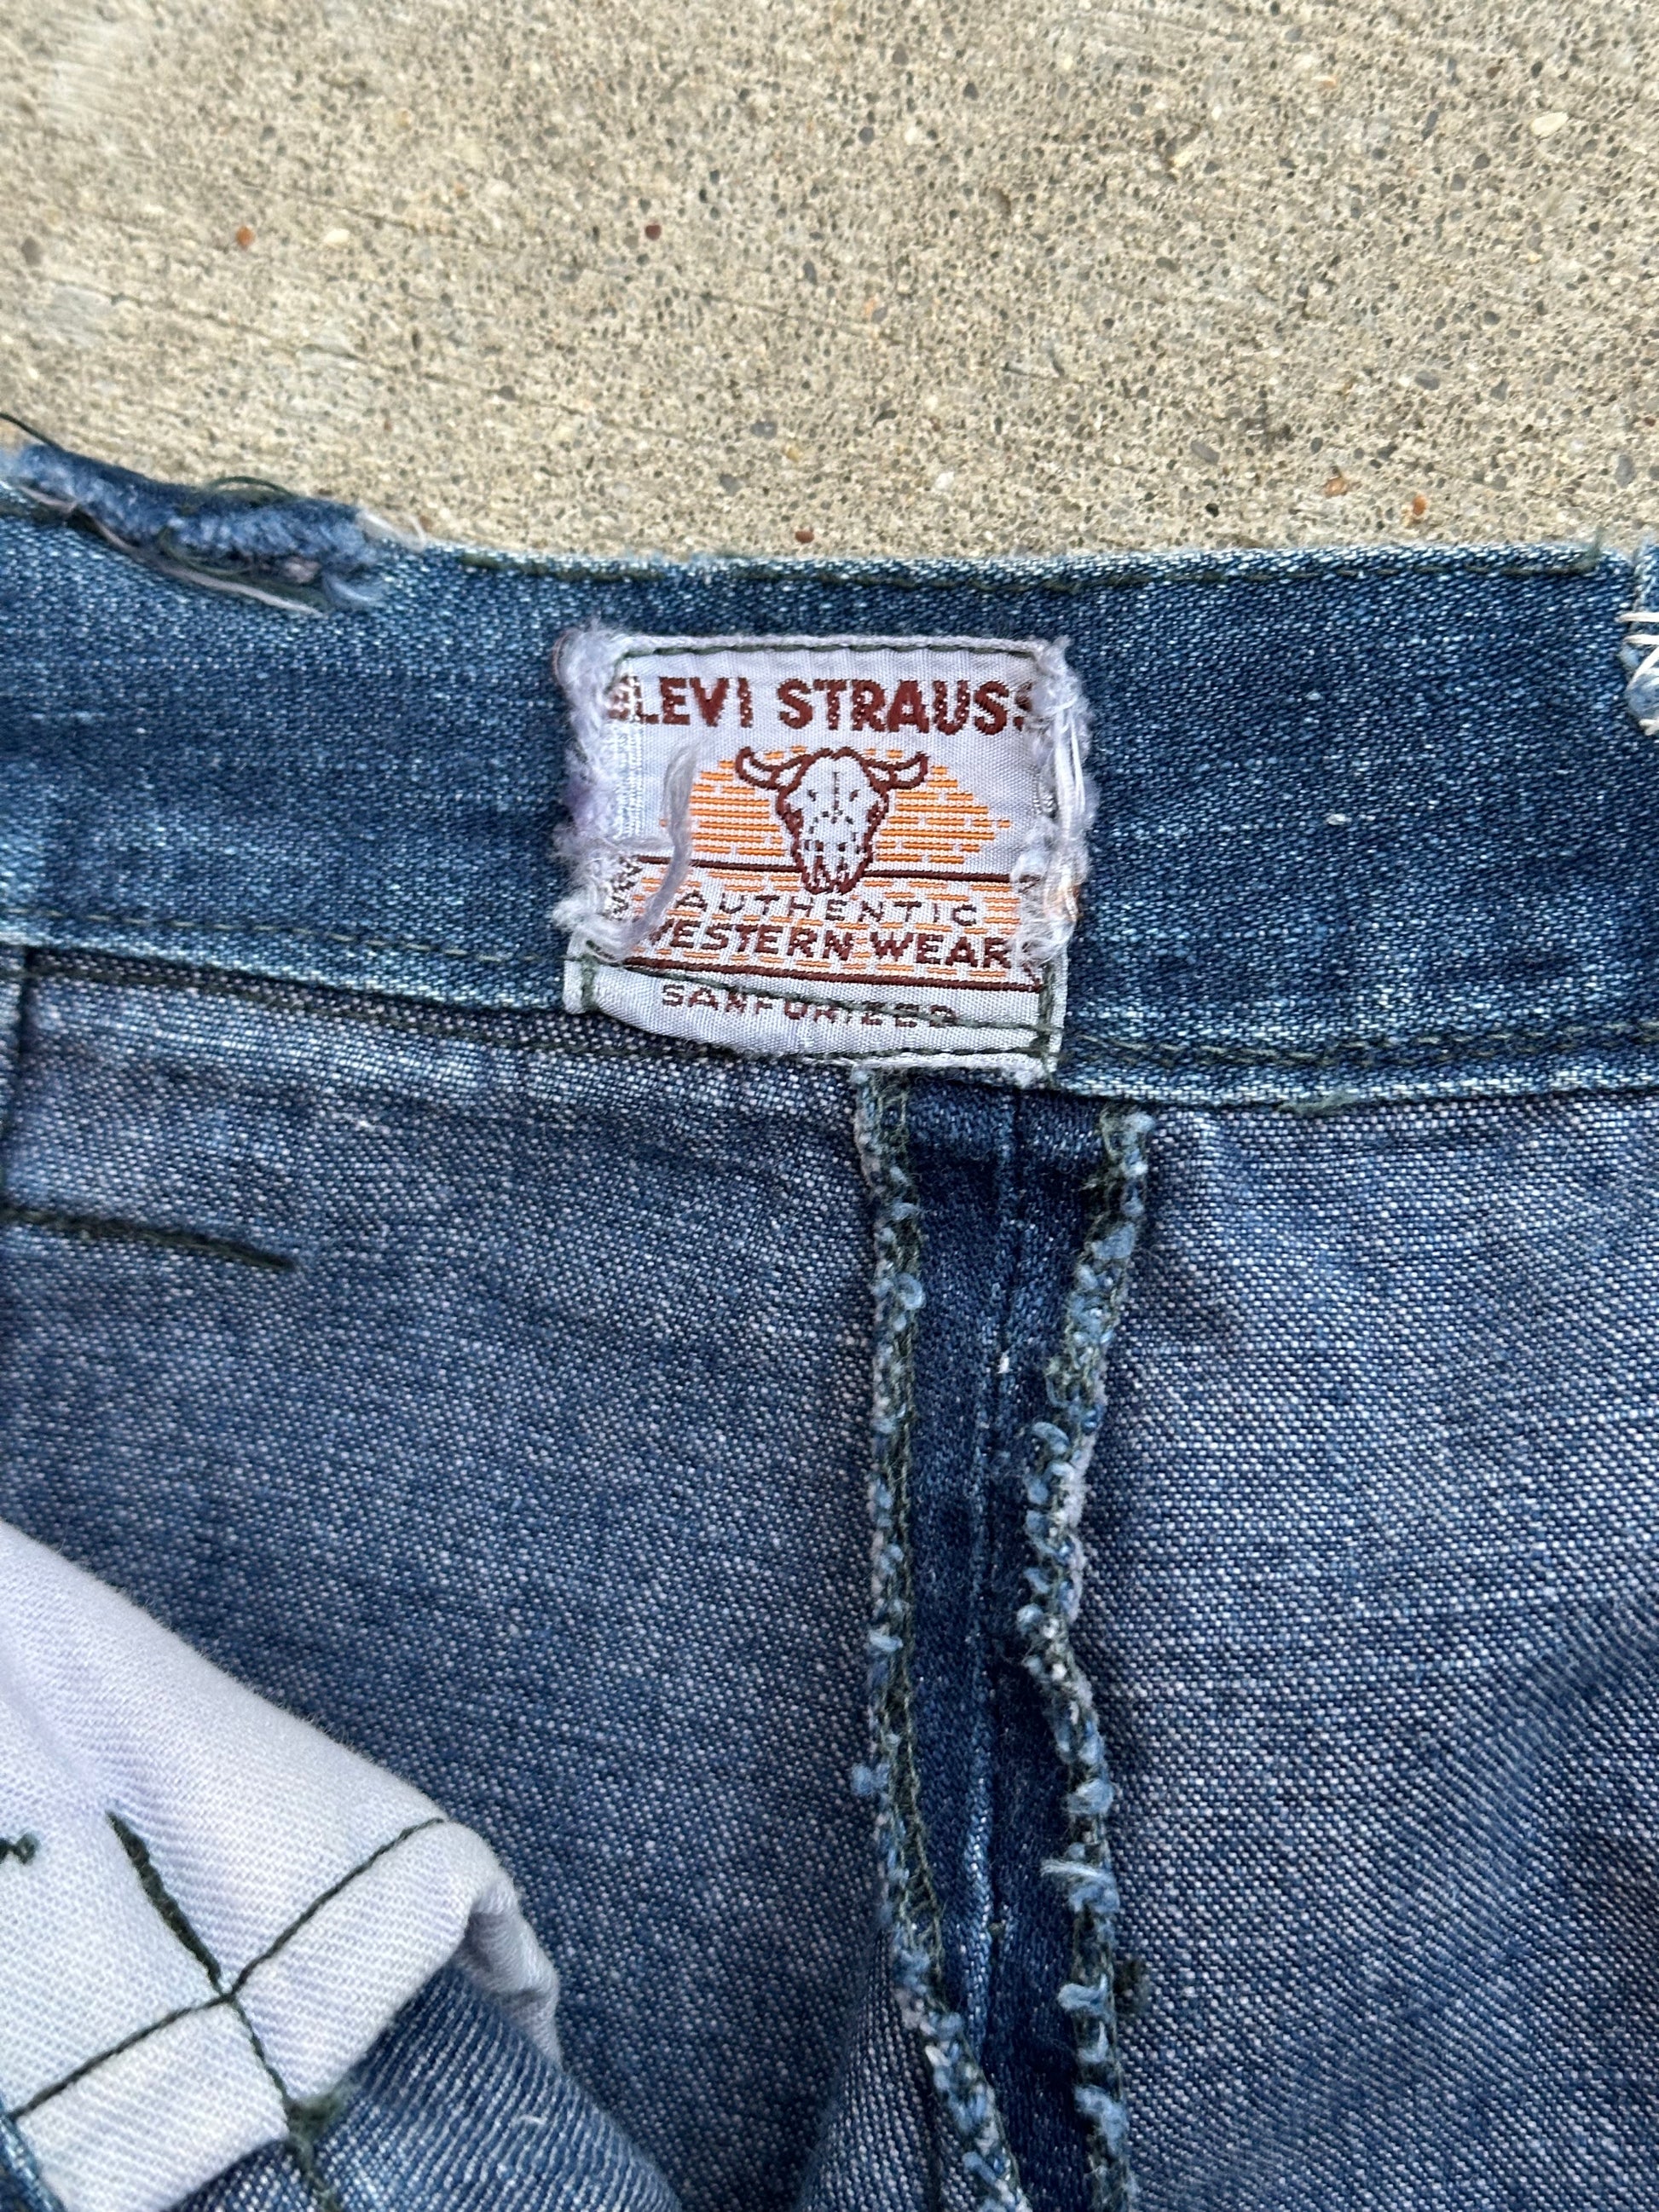 LEVI STRAUSS
AUTHENTIC
WESTERN WEAR
SANFORIZED